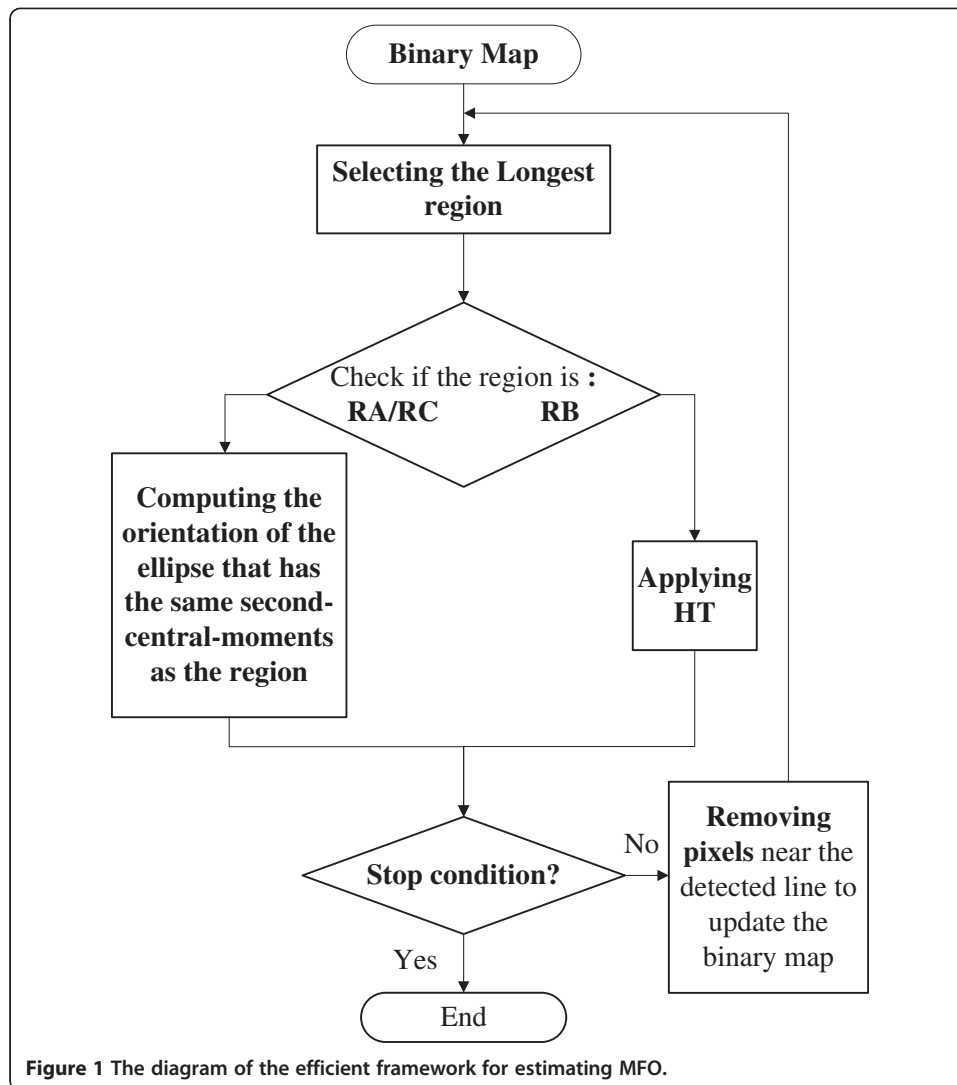 Binary Map
Selecting the Longest
region
Check if the region is :
RA/RC RB
Computing the
orientation of the
ellipse that has
the same second-
central-moments
as the region
Applying
HT
Stop condition?
No
Removing
pixels near the
detected line to
update the
binary map
Yes
End
Figure 1 The diagram of the efficient framework for estimating MFO.